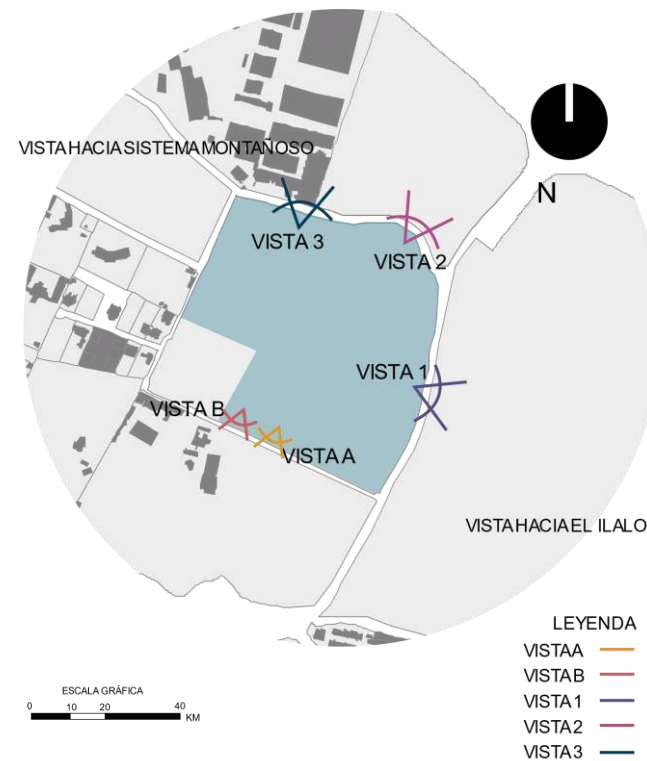 VISTA HACIA SISTEMA MONTAÑOSO
N
VISTA 3
VISTA 2
VISTA 1
VISTA B
VISTA A
VISTA HACIA EL ILALO
LEYENDA
VISTA A
VISTA B
VISTA 1
VISTA 2
VISTA 3
ESCALA GRÁFICA
0 10 20 40
KM